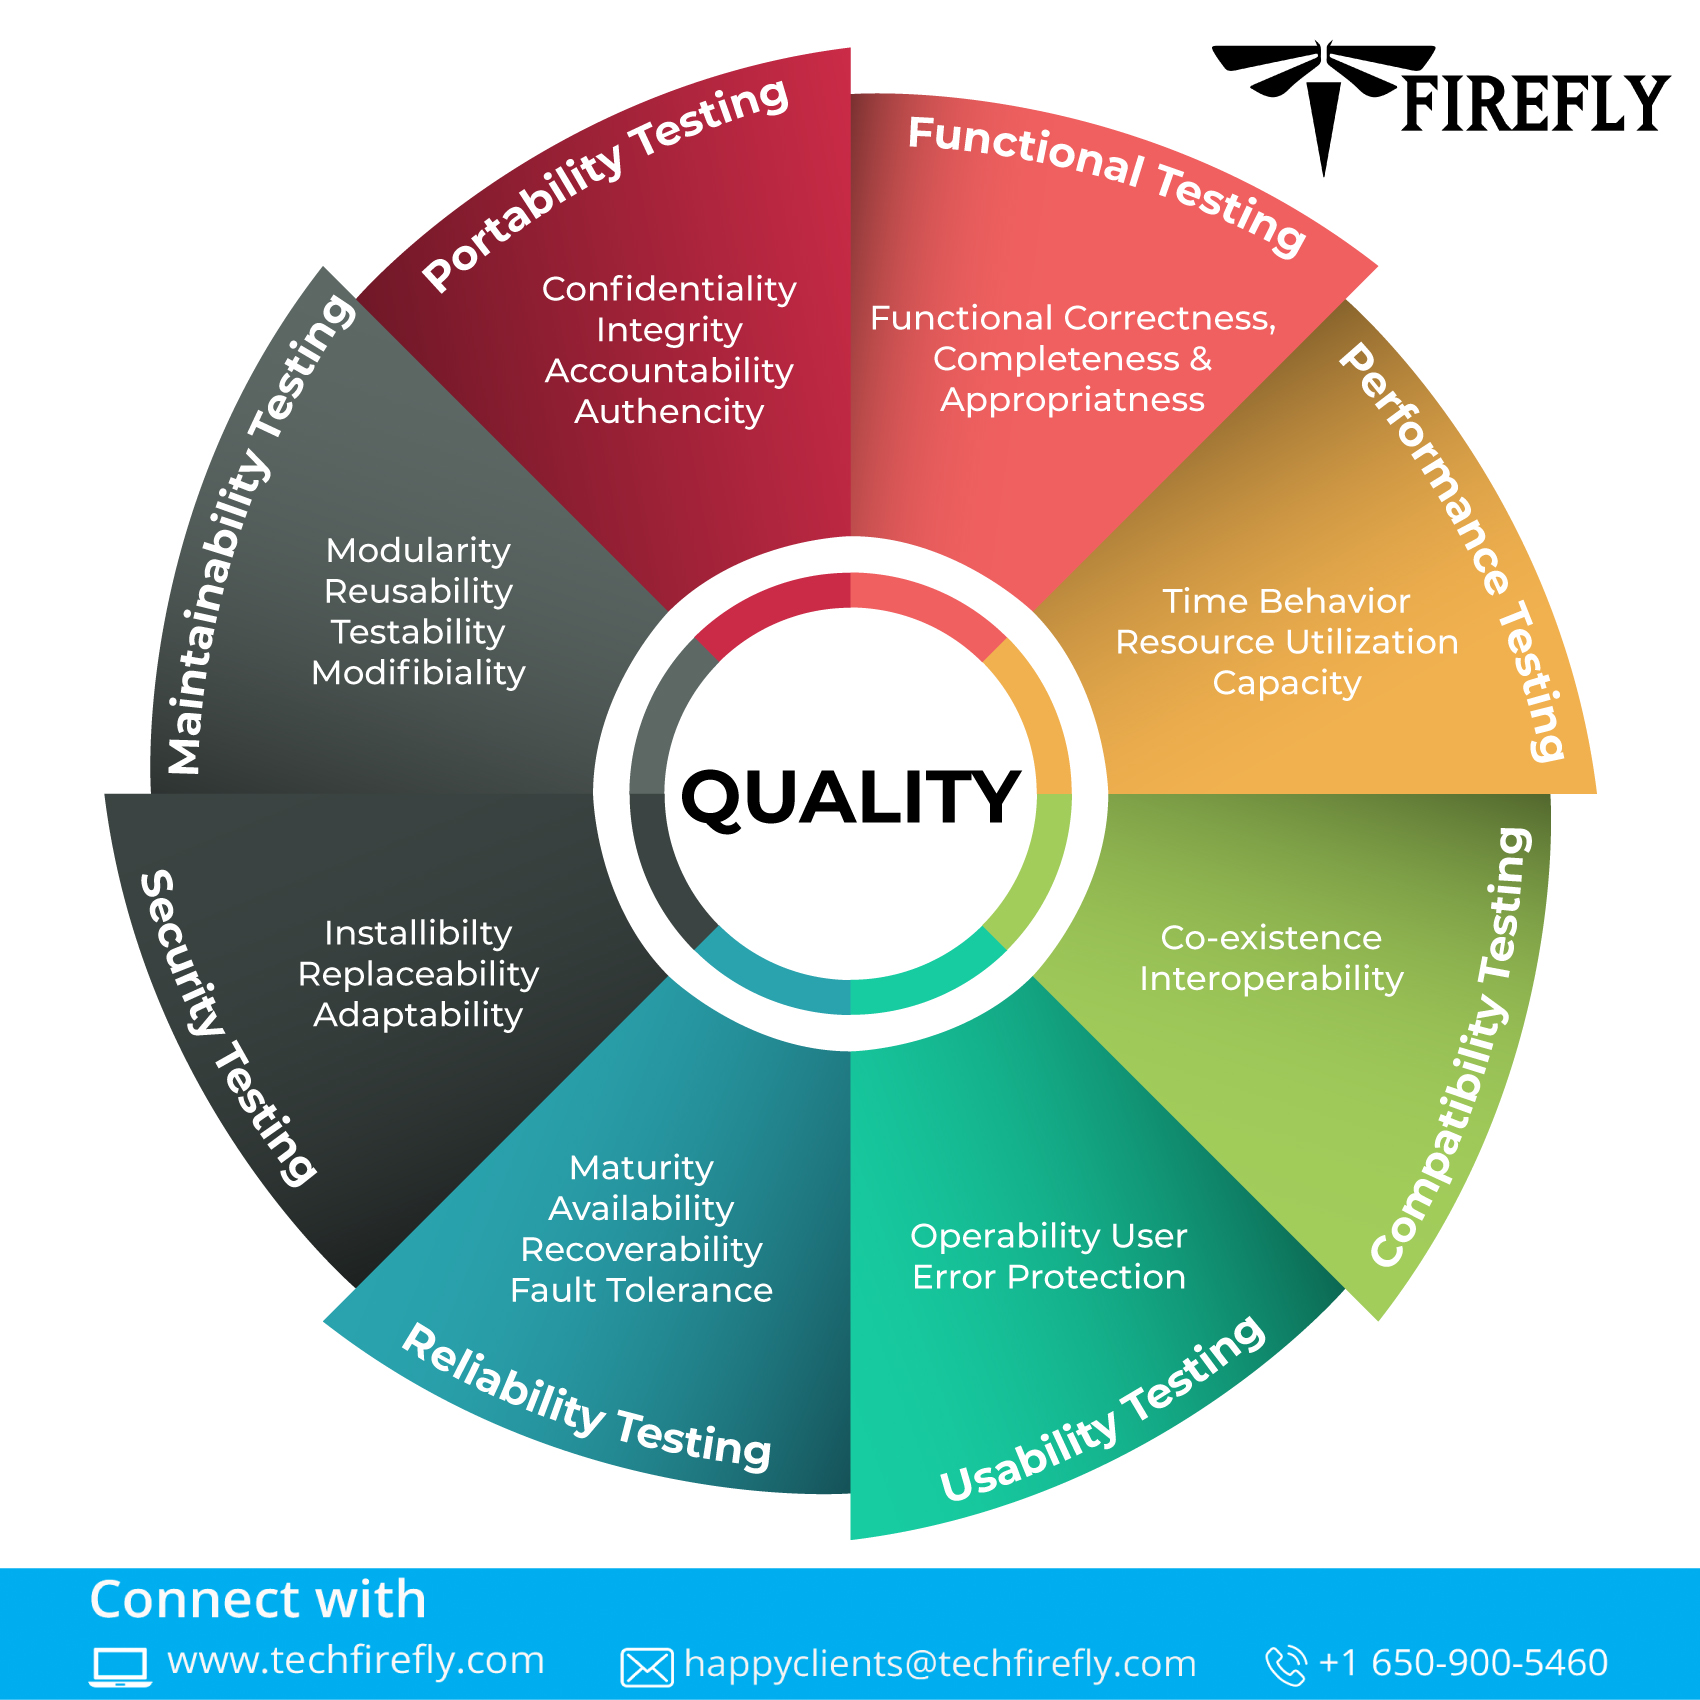 FIREFLY
Functional Testing
Functional Correctness,
Completeness &
Appropriatness
Performance Testing
Time Behavior
Resource Utilization
Capacity
Compatibility Testing
Co-existence
Interoperability
Usability Testing
Operability User
Error Protection
Reliability Testing
Maturity
Availability
Recoverability
Fault Tolerance
Security Testing
Installibilty
Replaceability
Adaptability
Maintainability Testing
Modularity
Reusability
Testability
Modifibiality
Portability Testing
Confidentiality
Integrity
Accountability
Authencity
QUALITY
Connect with
www.techfirefly.com
happyclients@techfirefly.com
+1 650-900-5460